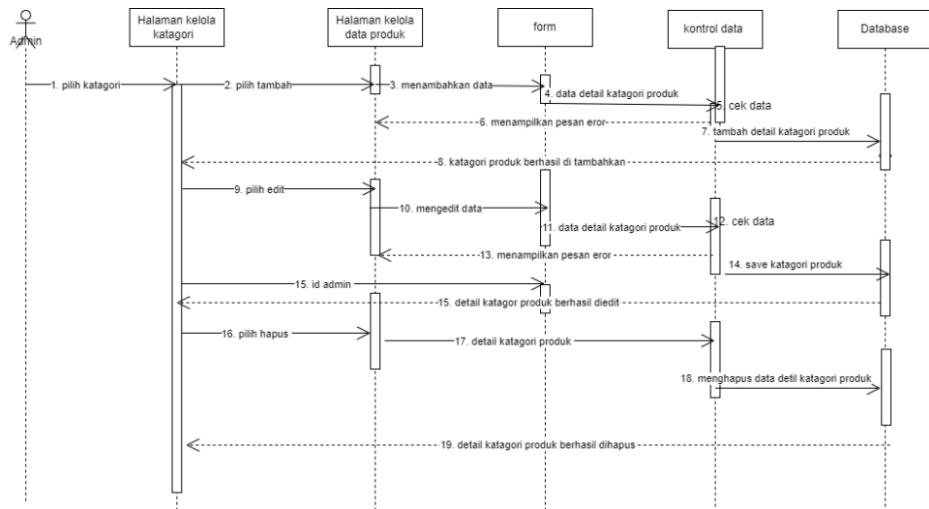 Admin
Halaman kelola
katagori
Halaman kelola
data produk
form
kontrol data
Database
1. pilih katagori
2. pilih tambah
3. menambahkan data
4. data detail katagori produk
5. cek data
6. menampilkan pesan eror
7. tambah detail katagori produk
8. katagori produk berhasil di tambahkan
9. pilih edit
10. mengedit data
11. data detail katagori produk
12. cek data
13. menampilkan pesan eror
14. save katagori produk
15. id admin
15. detail katagor produk berhasil diedit
16. pilih hapus
17. detail katagori produk
18. menghapus data detil katagori produk
19. detail katagori produk berhasil dihapus